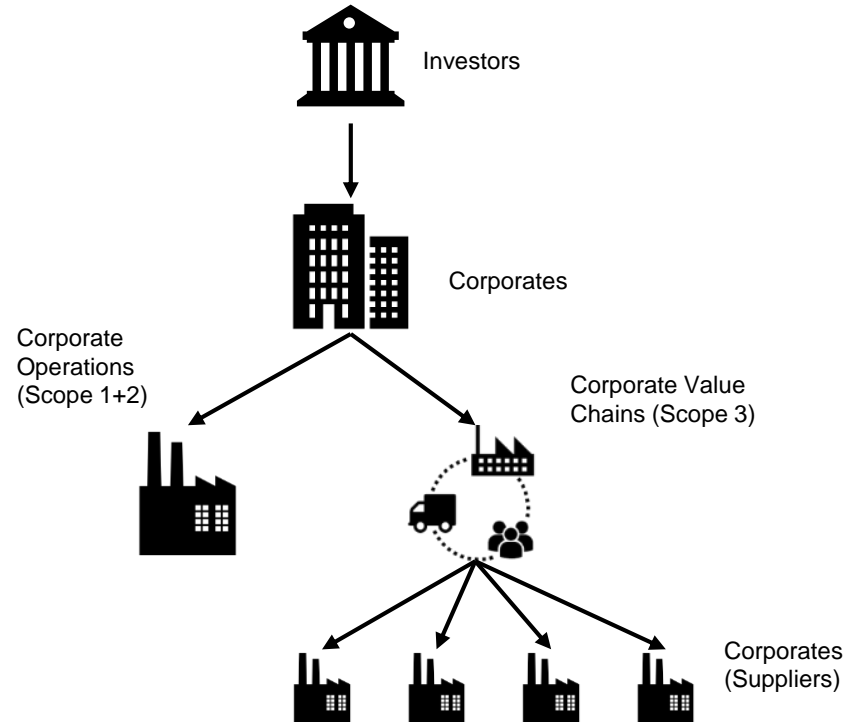 Investors
Corporates
Corporate
Operations
(Scope 1+2)
Corporate Value
Chains (Scope 3)
Corporates
(Suppliers)